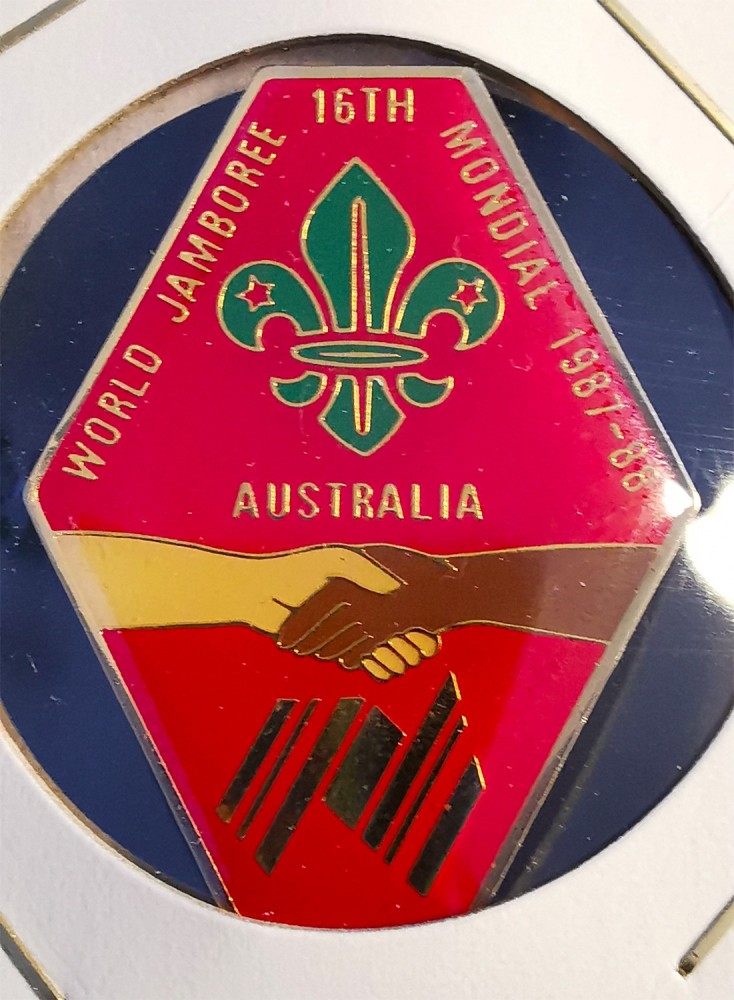 16TH
WORLD JAMBOREE
MONDIAL 1987-88
AUSTRALIA